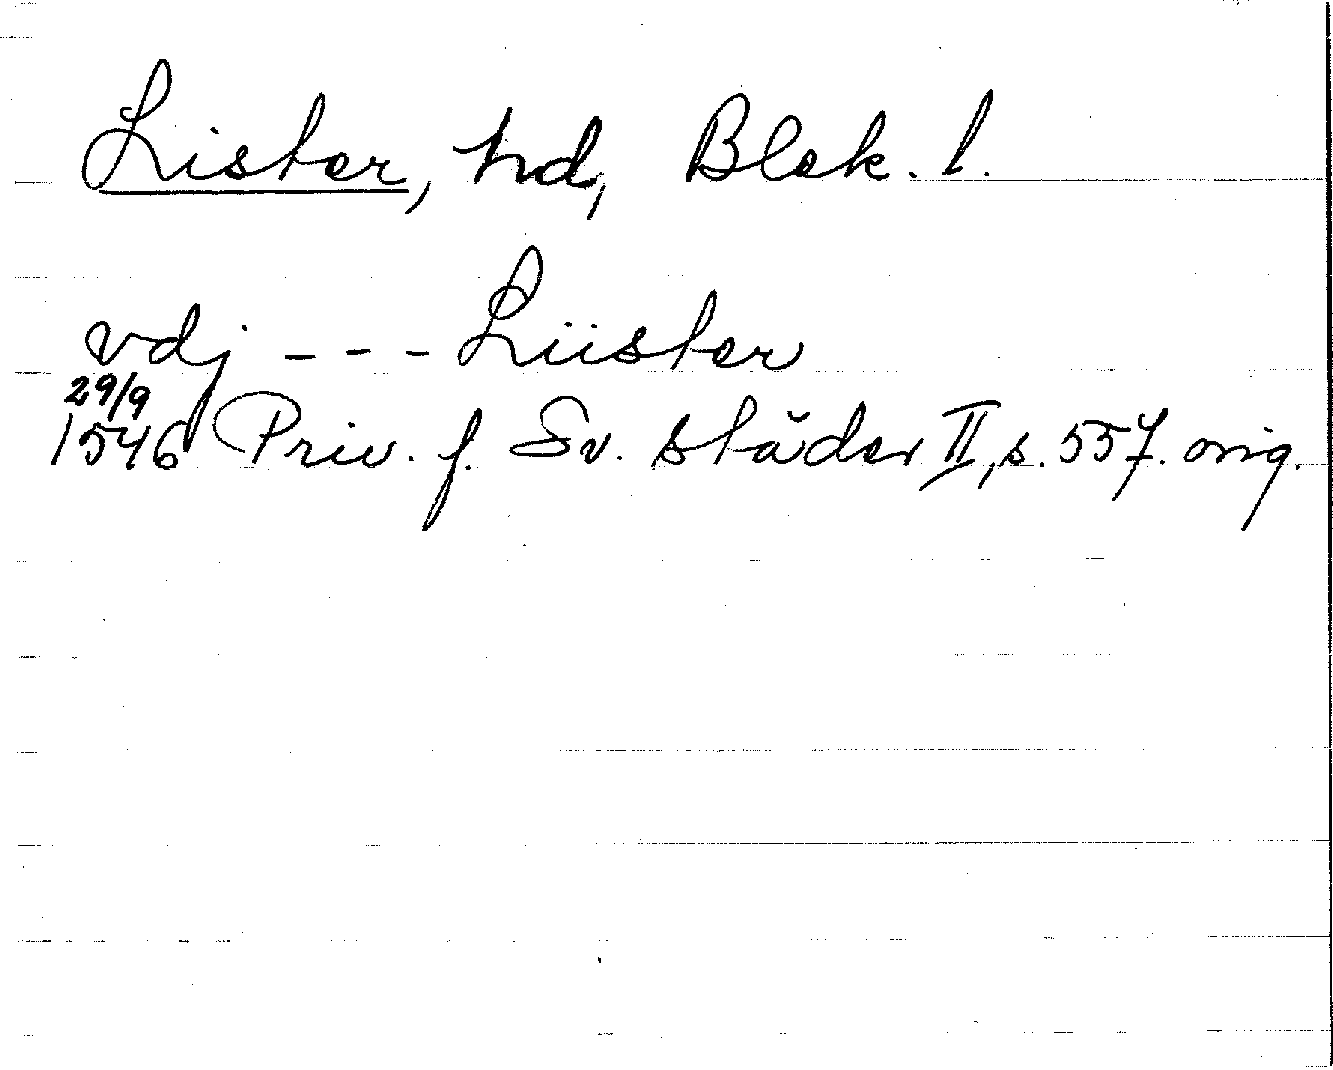 Lister, hd, Blek. l.
vdj - - - Liister
29/9
1546 Priv. f. Sv. städer II, s. 557. orig.